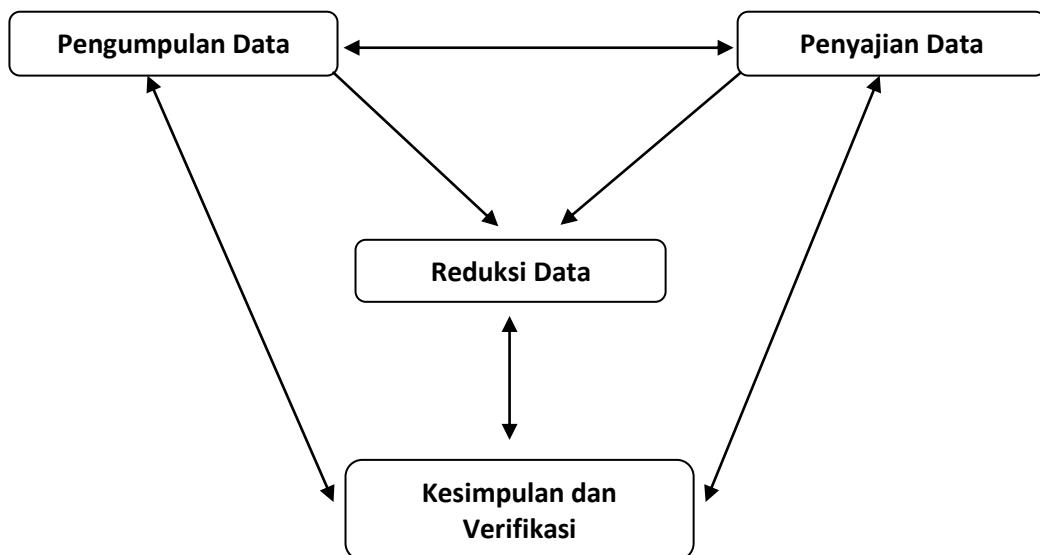 Pengumpulan Data
Penyajian Data
Reduksi Data
Kesimpulan dan
Verifikasi